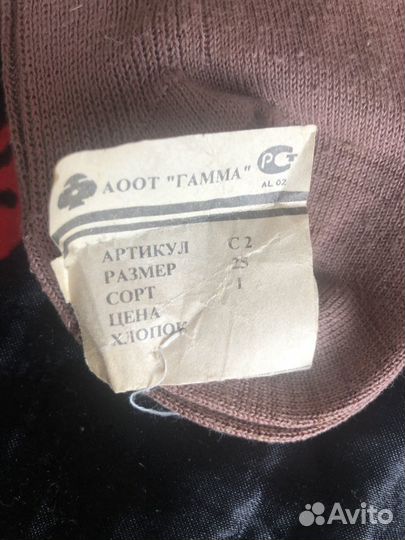 АООТ "ГАММА"
РСТ
AL 02
АРТИКУЛ С 2
РАЗМЕР 25
СОРТ 1
ЦЕНА
ХЛОПОК
Avito